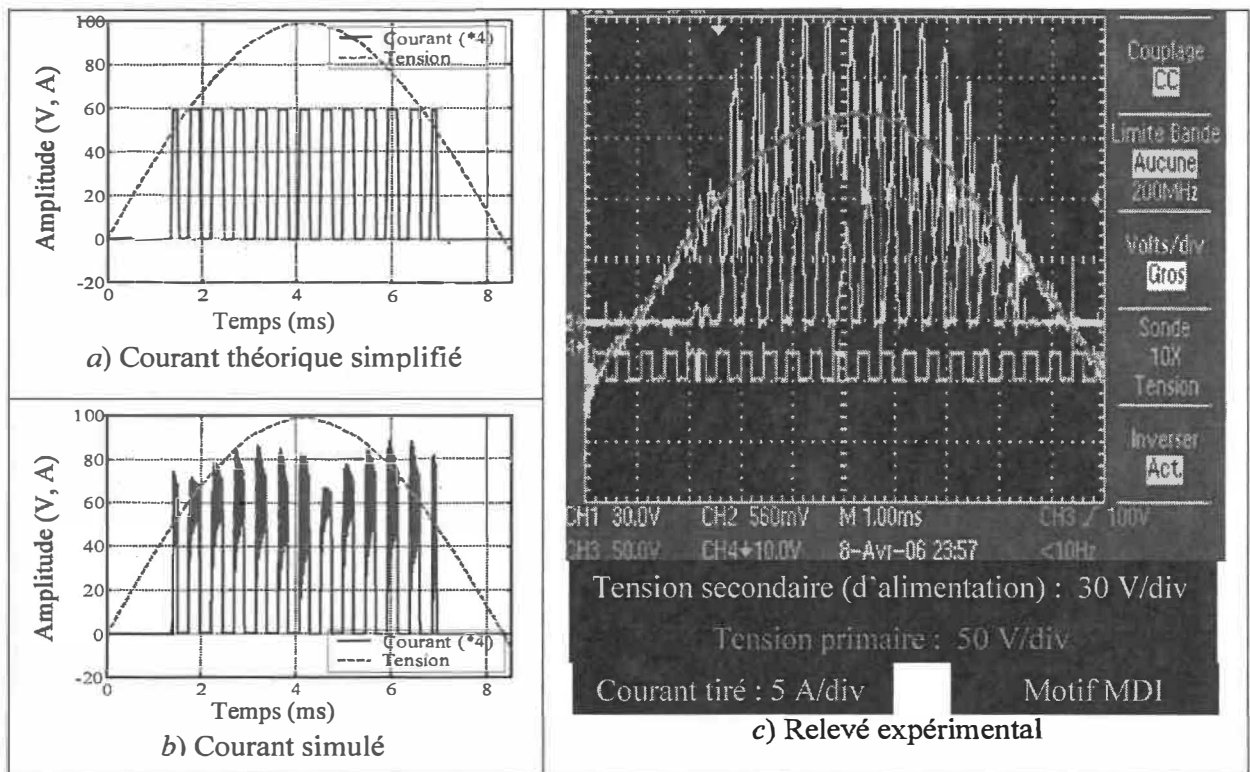 100
80
60
40
20
0
-20
Amplitude (V, A)
Courant (*4)
Tension
0 2 4 6 8
Temps (ms)
a) Courant théorique simplifié
100
80
60
40
20
0
-20
Amplitude (V, A)
Courant (*4)
Tension
0 2 4 6 8
Temps (ms)
b) Courant simulé
Couplage
CC
Limite Bande
Aucune
200MHz
Volts/div
Gros
Sonde
10X
Tension
Inverser
Act.
CH1 30.0V CH2 560mV M 1.00ms CH3 / 100V
CH3 50.0V CH4 10.0V 8-Avr-06 23:57 <10Hz
Tension secondaire (d'alimentation) : 30 V/div
Tension primaire : 50 V/div
Courant tiré : 5 A/div
Motif MDI
c) Relevé expérimental